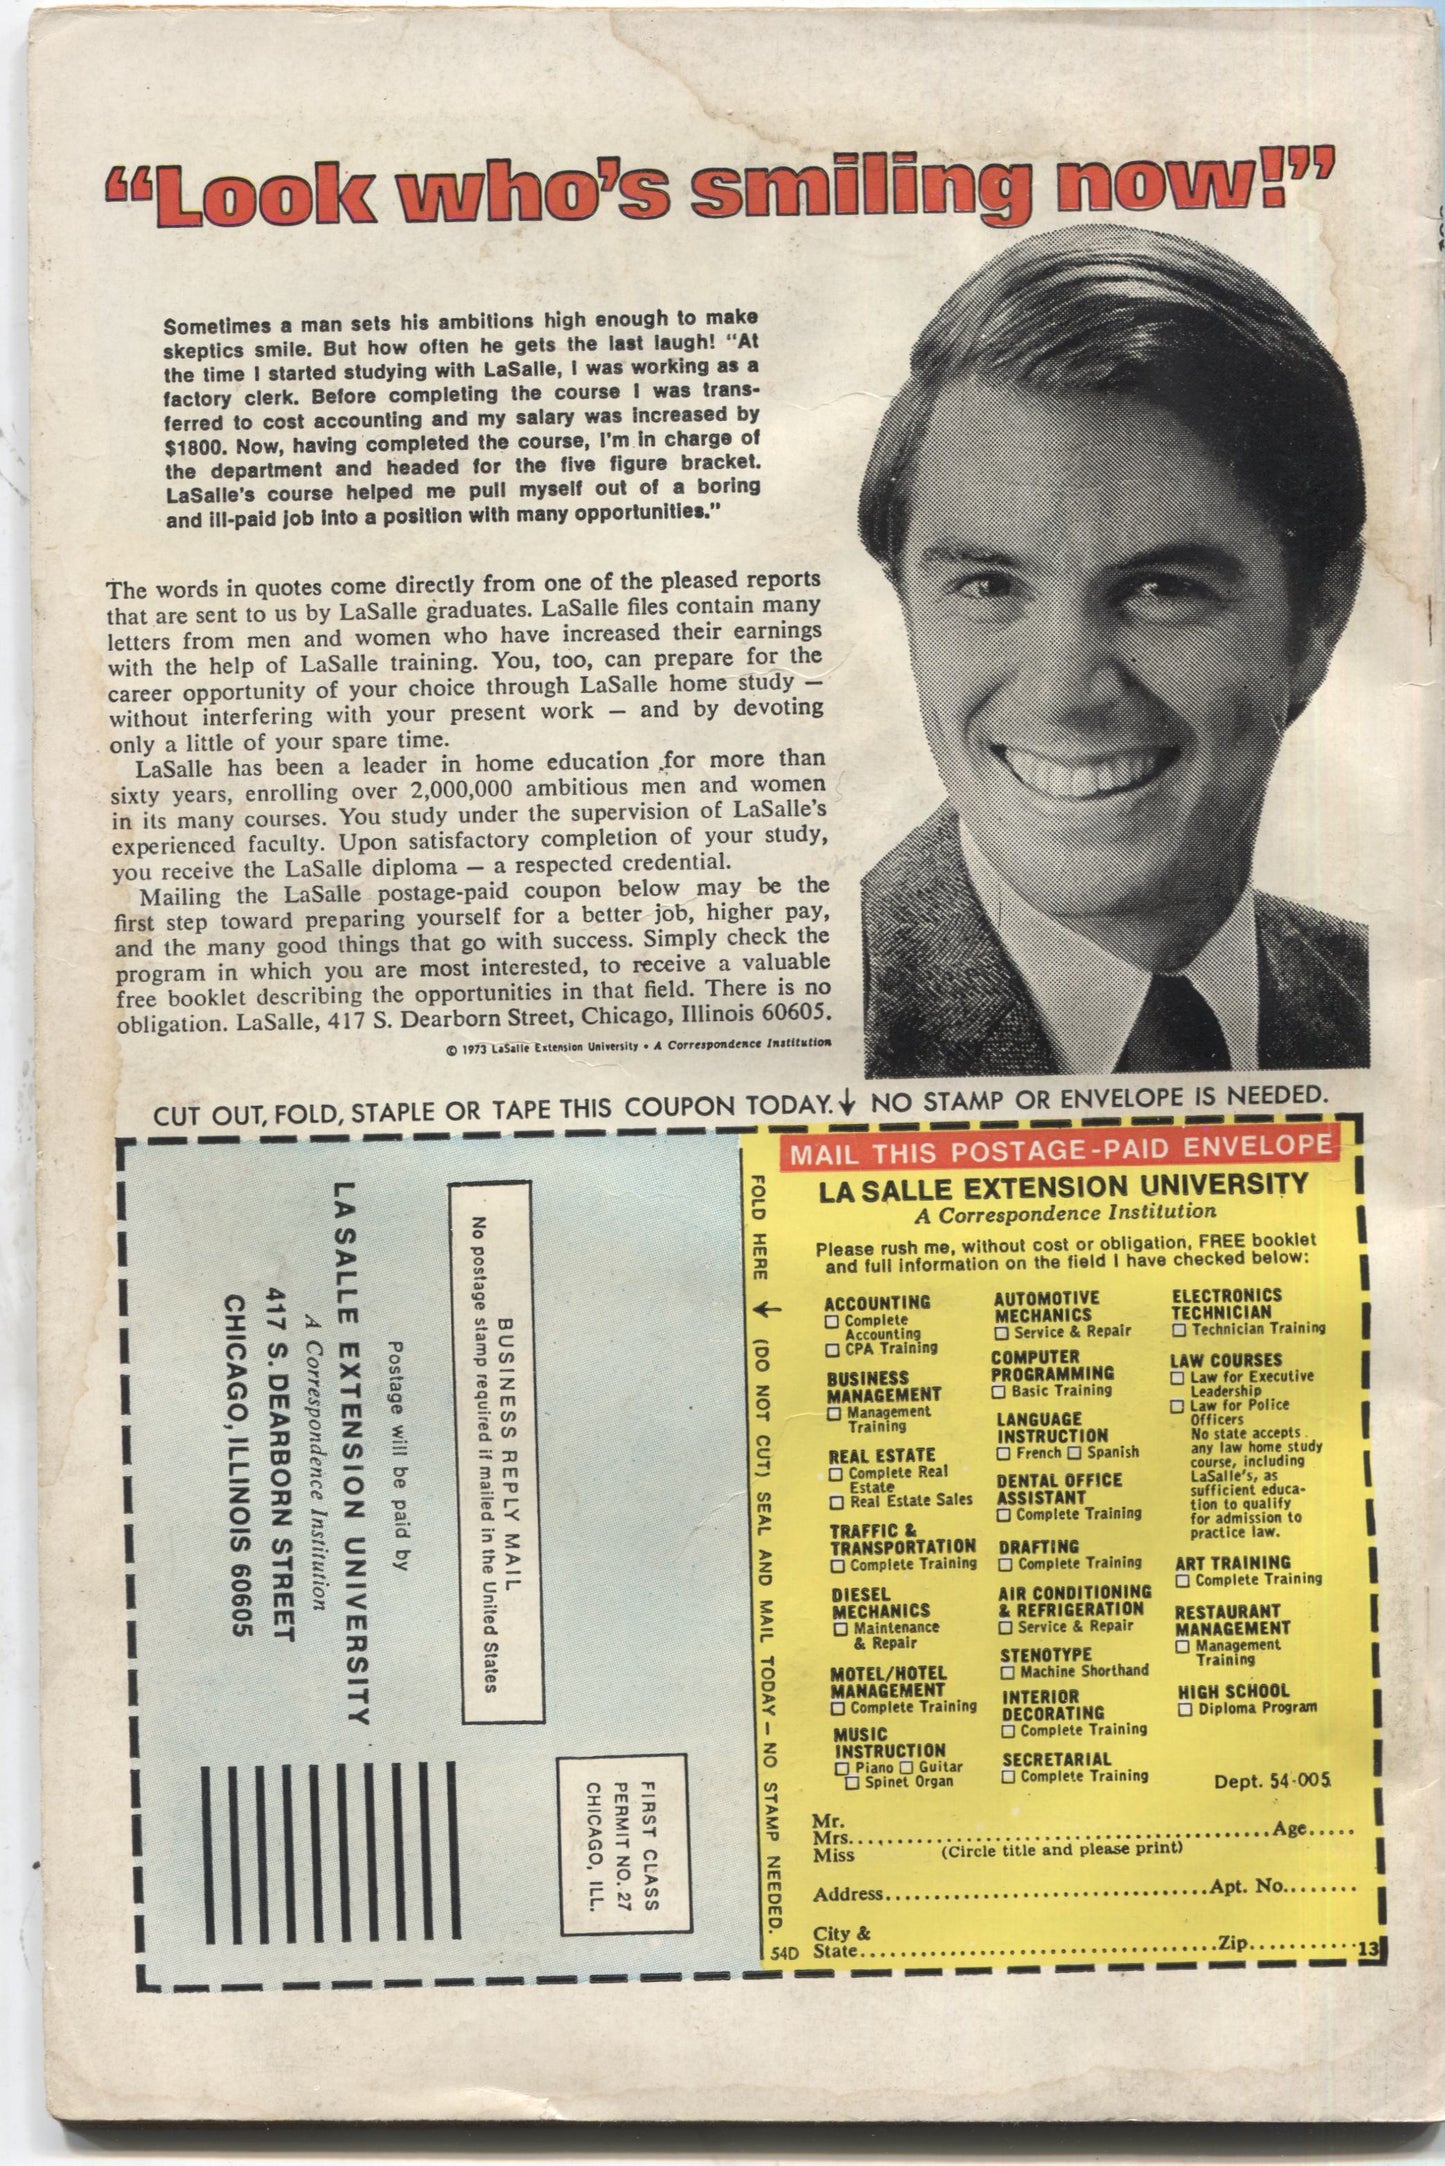 “Look who’s smiling now!”
Sometimes a man sets his ambitions high enough to make
skeptics smile. But how often he gets the last laugh! “At
the time I started studying with LaSalle, I was working as a
factory clerk. Before completing the course I was trans-
ferred to cost accounting and my salary was increased by
$1800. Now, having completed the course, I’m in charge of
the department and headed for the five figure bracket.
LaSalle’s course helped me pull myself out of a boring
and ill-paid job into a position with many opportunities.”
The words in quotes come directly from one of the pleased reports
that are sent to us by LaSalle graduates. LaSalle files contain many
letters from men and women who have increased their earnings
with the help of LaSalle training. You, too, can prepare for the
career opportunity of your choice through LaSalle home study —
without interfering with your present work — and by devoting
only a little of your spare time.
LaSalle has been a leader in home education for more than
sixty years, enrolling over 2,000,000 ambitious men and women
in its many courses. You study under the supervision of LaSalle’s
experienced faculty. Upon satisfactory completion of your study,
you receive the LaSalle diploma — a respected credential.
Mailing the LaSalle postage-paid coupon below may be the
first step toward preparing yourself for a better job, higher pay,
and the many good things that go with success. Simply check the
program in which you are most interested, to receive a valuable
free booklet describing the opportunities in that field. There is no
obligation. LaSalle, 417 S. Dearborn Street, Chicago, Illinois 60605.
© 1973 LaSalle Extension University • A Correspondence Institution
CUT OUT, FOLD, STAPLE OR TAPE THIS COUPON TODAY.↓ NO STAMP OR ENVELOPE IS NEEDED.
FIRST CLASS
PERMIT NO. 27
CHICAGO, ILL.
BUSINESS REPLY MAIL
No postage stamp required if mailed in the United States
Postage will be paid by
LA SALLE EXTENSION UNIVERSITY
A Correspondence Institution
417 S. DEARBORN STREET
CHICAGO, ILLINOIS 60605
FOLD HERE ↓ (DO NOT CUT) SEAL AND MAIL TODAY — NO STAMP NEEDED.
MAIL THIS POSTAGE-PAID ENVELOPE
LA SALLE EXTENSION UNIVERSITY
A Correspondence Institution
Please rush me, without cost or obligation, FREE booklet
and full information on the field I have checked below:
ACCOUNTING
☐ Complete
Accounting
☐ CPA Training
BUSINESS
MANAGEMENT
☐ Management
Training
REAL ESTATE
☐ Complete Real
Estate
☐ Real Estate Sales
TRAFFIC &
TRANSPORTATION
☐ Complete Training
DIESEL
MECHANICS
☐ Maintenance
& Repair
MOTEL/HOTEL
MANAGEMENT
☐ Complete Training
MUSIC
INSTRUCTION
☐ Piano ☐ Guitar
☐ Spinet Organ
AUTOMOTIVE
MECHANICS
☐ Service & Repair
COMPUTER
PROGRAMMING
☐ Basic Training
LANGUAGE
INSTRUCTION
☐ French ☐ Spanish
DENTAL OFFICE
ASSISTANT
☐ Complete Training
DRAFTING
☐ Complete Training
AIR CONDITIONING
& REFRIGERATION
☐ Service & Repair
STENOTYPE
☐ Machine Shorthand
INTERIOR
DECORATING
☐ Complete Training
SECRETARIAL
☐ Complete Training
ELECTRONICS
TECHNICIAN
☐ Technician Training
LAW COURSES
☐ Law for Executive
Leadership
☐ Law for Police
Officers
No state accepts
any law home study
course, including
LaSalle’s, as
sufficient educa-
tion to qualify
for admission to
practice law.
ART TRAINING
☐ Complete Training
RESTAURANT
MANAGEMENT
☐ Management
Training
HIGH SCHOOL
☐ Diploma Program
Dept. 54-005
Mr.
Mrs. Age
Miss (Circle title and please print)
Address Apt. No.
City &
State Zip
54D
13